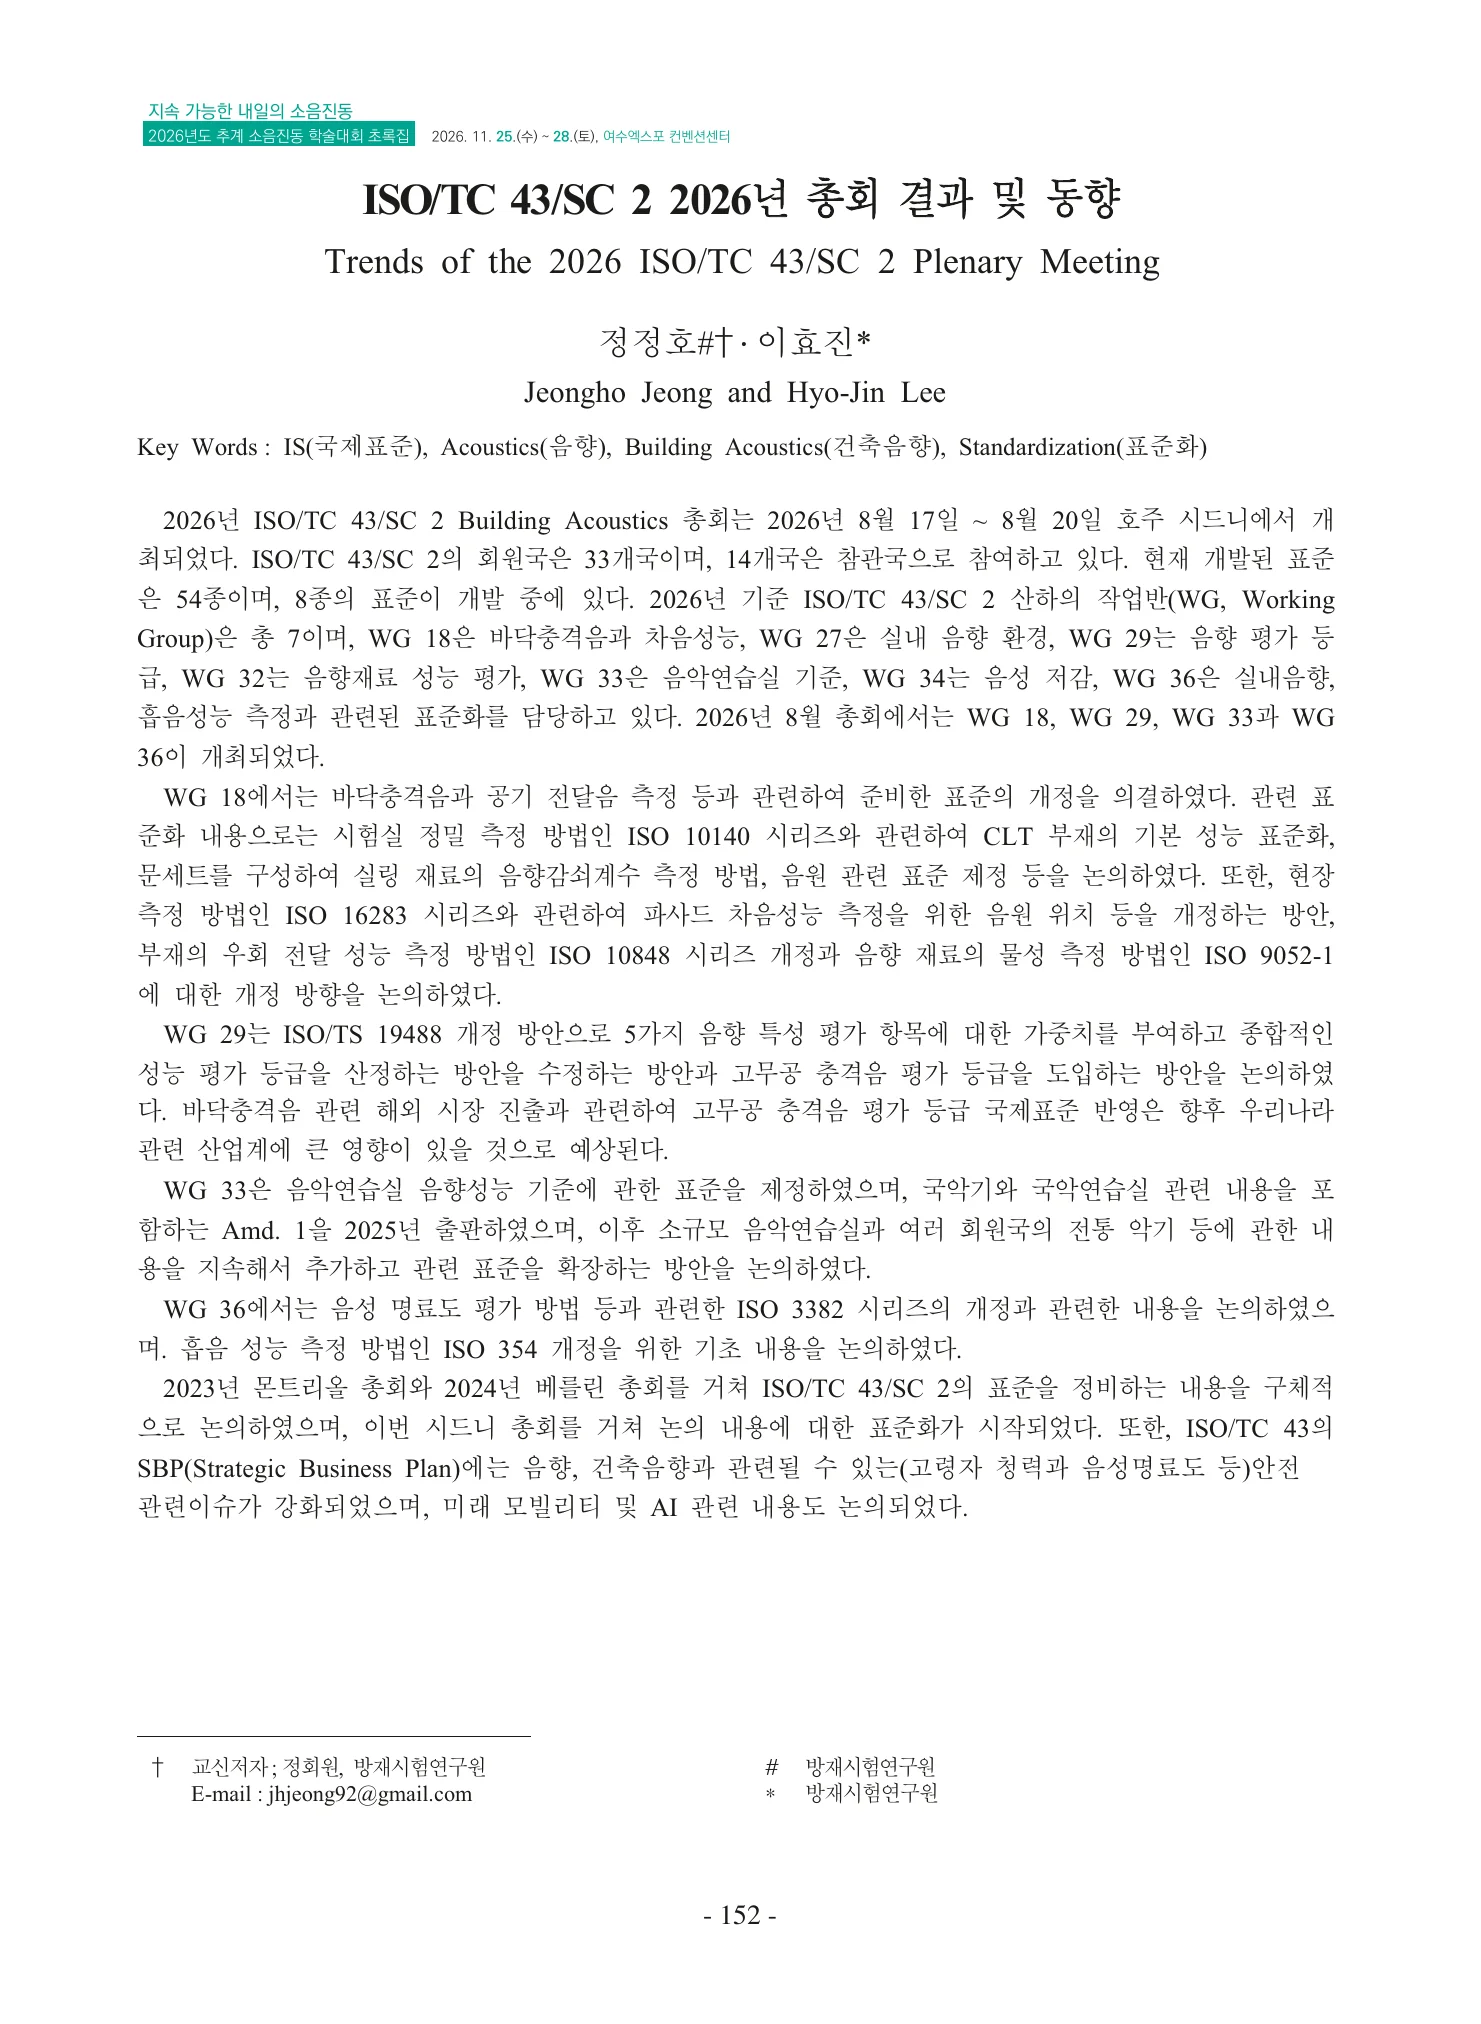 지속 가능한 내일의 소음진동
2026년도 추계 소음진동 학술대회 초록집 2026. 11. 25.(수) ~ 28.(토), 여수엑스포 컨벤션센터
ISO/TC 43/SC 2 2026년 총회 결과 및 동향
Trends of the 2026 ISO/TC 43/SC 2 Plenary Meeting
정정호#† · 이효진*
Jeongho Jeong and Hyo-Jin Lee
Key Words : IS(국제표준), Acoustics(음향), Building Acoustics(건축음향), Standardization(표준화)
2026년 ISO/TC 43/SC 2 Building Acoustics 총회는 2026년 8월 17일 ~ 8월 20일 호주 시드니에서 개
최되었다. ISO/TC 43/SC 2의 회원국은 33개국이며, 14개국은 참관국으로 참여하고 있다. 현재 개발된 표준
은 54종이며, 8종의 표준이 개발 중에 있다. 2026년 기준 ISO/TC 43/SC 2 산하의 작업반(WG, Working
Group)은 총 7이며, WG 18은 바닥충격음과 차음성능, WG 27은 실내 음향 환경, WG 29는 음향 평가 등
급, WG 32는 음향재료 성능 평가, WG 33은 음악연습실 기준, WG 34는 음성 저감, WG 36은 실내음향,
흡음성능 측정과 관련된 표준화를 담당하고 있다. 2026년 8월 총회에서는 WG 18, WG 29, WG 33과 WG
36이 개최되었다.
WG 18에서는 바닥충격음과 공기 전달음 측정 등과 관련하여 준비한 표준의 개정을 의결하였다. 관련 표
준화 내용으로는 시험실 정밀 측정 방법인 ISO 10140 시리즈와 관련하여 CLT 부재의 기본 성능 표준화,
문세트를 구성하여 실링 재료의 음향감쇠계수 측정 방법, 음원 관련 표준 제정 등을 논의하였다. 또한, 현장
측정 방법인 ISO 16283 시리즈와 관련하여 파사드 차음성능 측정을 위한 음원 위치 등을 개정하는 방안,
부재의 우회 전달 성능 측정 방법인 ISO 10848 시리즈 개정과 음향 재료의 물성 측정 방법인 ISO 9052-1
에 대한 개정 방향을 논의하였다.
WG 29는 ISO/TS 19488 개정 방안으로 5가지 음향 특성 평가 항목에 대한 가중치를 부여하고 종합적인
성능 평가 등급을 산정하는 방안을 수정하는 방안과 고무공 충격음 평가 등급을 도입하는 방안을 논의하였
다. 바닥충격음 관련 해외 시장 진출과 관련하여 고무공 충격음 평가 등급 국제표준 반영은 향후 우리나라
관련 산업계에 큰 영향이 있을 것으로 예상된다.
WG 33은 음악연습실 음향성능 기준에 관한 표준을 제정하였으며, 국악기와 국악연습실 관련 내용을 포
함하는 Amd. 1을 2025년 출판하였으며, 이후 소규모 음악연습실과 여러 회원국의 전통 악기 등에 관한 내
용을 지속해서 추가하고 관련 표준을 확장하는 방안을 논의하였다.
WG 36에서는 음성 명료도 평가 방법 등과 관련한 ISO 3382 시리즈의 개정과 관련한 내용을 논의하였으
며. 흡음 성능 측정 방법인 ISO 354 개정을 위한 기초 내용을 논의하였다.
2023년 몬트리올 총회와 2024년 베를린 총회를 거쳐 ISO/TC 43/SC 2의 표준을 정비하는 내용을 구체적
으로 논의하였으며, 이번 시드니 총회를 거쳐 논의 내용에 대한 표준화가 시작되었다. 또한, ISO/TC 43의
SBP(Strategic Business Plan)에는 음향, 건축음향과 관련될 수 있는(고령자 청력과 음성명료도 등)안전
관련이슈가 강화되었으며, 미래 모빌리티 및 AI 관련 내용도 논의되었다.
† 교신저자 ; 정회원, 방재시험연구원
E-mail : jhjeong92@gmail.com
# 방재시험연구원
* 방재시험연구원
- 152 -